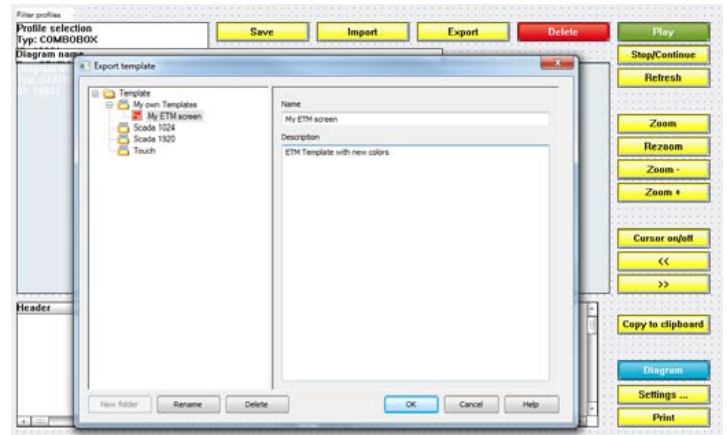 Filter profiles
Profile selection
Typ: COMBOBOX
Save
Import
Export
Delete
Play
Diagram name
Stop/Continue
Export template
Refresh
Template
My own Templates
My ETM screen
Scada 1024
Scada 1920
Touch
Name
My ETM screen
Description
ETM Template with new colors
Zoom
Rezoom
Zoom -
Zoom +
Cursor on/off
<<
>>
Header
Copy to clipboard
Diagram
Settings ...
Print
New folder
Rename
Delete
OK
Cancel
Help